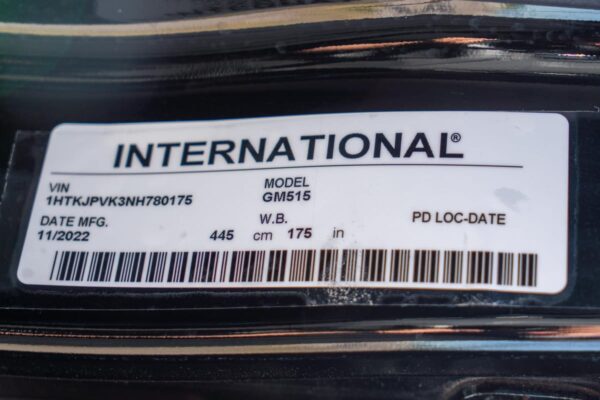 INTERNATIONAL®
VIN MODEL
1HTKJPVK3NH780175 GM515
DATE MFG. W.B. PD LOC-DATE
11/2022 445 cm 175 in